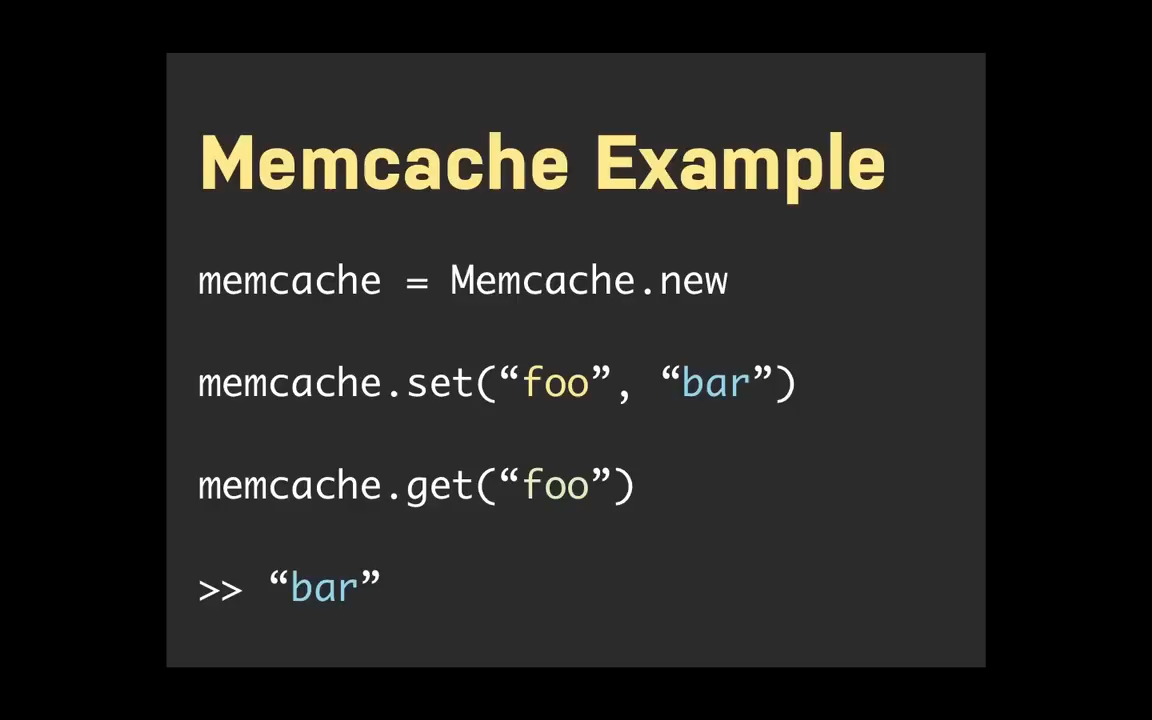 Memcache Example
memcache = Memcache.new
memcache.set(“foo”, “bar”)
memcache.get(“foo”)
>> “bar”